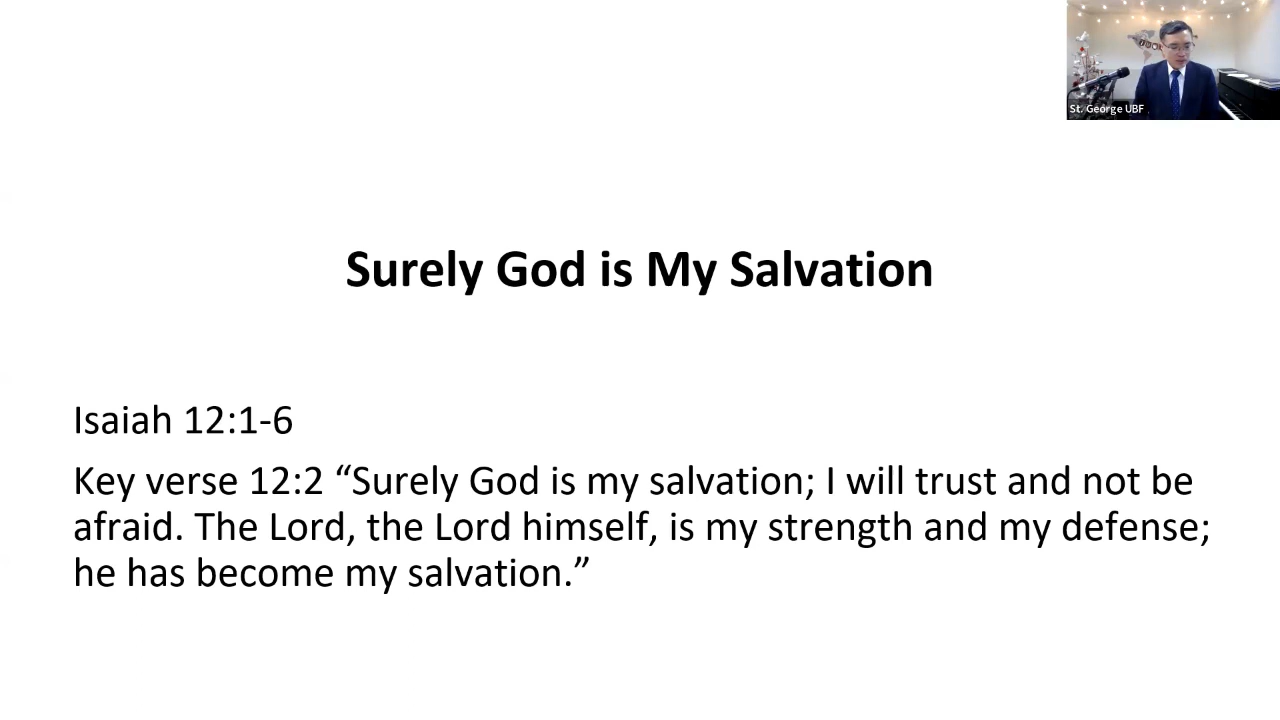 St. George UBF
Surely God is My Salvation
Isaiah 12:1-6
Key verse 12:2 “Surely God is my salvation; I will trust and not be
afraid. The Lord, the Lord himself, is my strength and my defense;
he has become my salvation.”